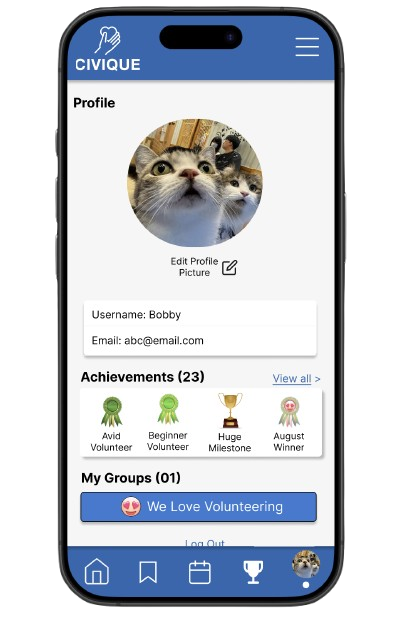 CIVIQUE
Profile
Edit Profile
Picture
Username: Bobby
Email: abc@email.com
Achievements (23)
View all >
Avid
Volunteer
Beginner
Volunteer
Huge
Milestone
August
Winner
My Groups (01)
We Love Volunteering
Log Out